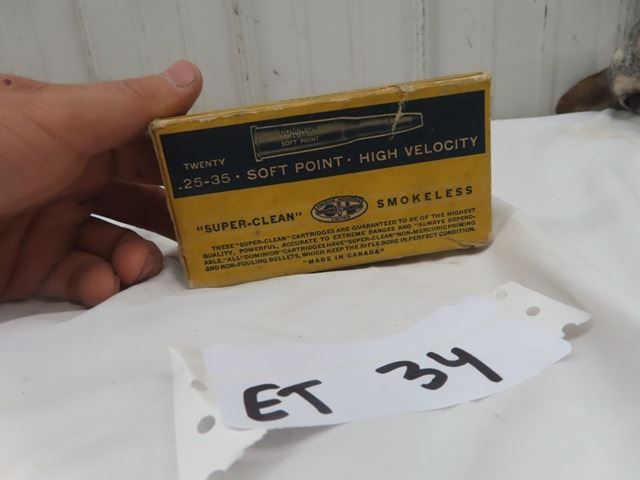 DOMINION
SOFT POINT
TWENTY
.25-35 · SOFT POINT · HIGH VELOCITY
"SUPER-CLEAN" SMOKELESS
THESE "SUPER-CLEAN" CARTRIDGES ARE GUARANTEED TO BE OF THE HIGHEST
QUALITY, POWERFUL, ACCURATE TO EXTREME RANGES AND "ALWAYS DEPEND-
ABLE." ALL "DOMINION" CARTRIDGES HAVE "SUPER-CLEAN" NON-MERCURIC PRIMING
AND NON-FOULING BULLETS, WHICH KEEP THE RIFLE BORE IN PERFECT CONDITION.
"MADE IN CANADA"
ET 34